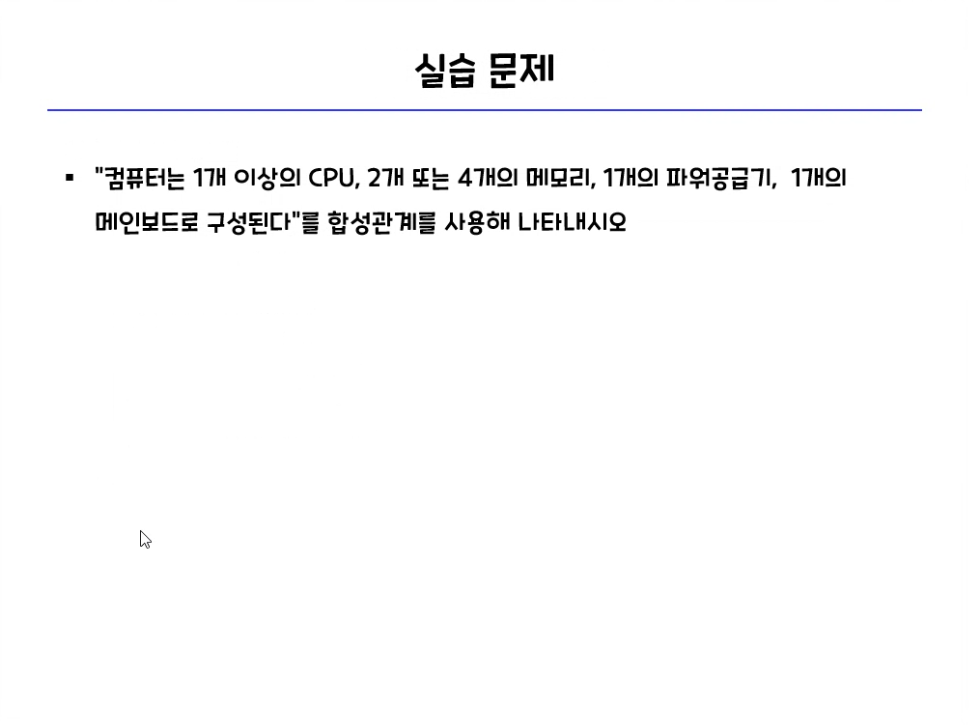 실습 문제
▪ "컴퓨터는 1개 이상의 CPU, 2개 또는 4개의 메모리, 1개의 파워공급기, 1개의
메인보드로 구성된다"를 합성관계를 사용해 나타내시오